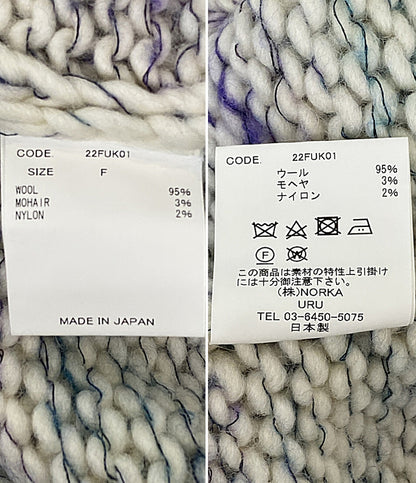 CODE. 22FUK01
SIZE F
WOOL 95%
MOHAIR 3%
NYLON 2%
MADE IN JAPAN
CODE. 22FUK01
ウール 95%
モヘヤ 3%
ナイロン 2%
F
W
この商品は素材の特性上引掛け
には十分御注意下さい。
(株)NORKA
URU
TEL 03-6450-5075
日本製